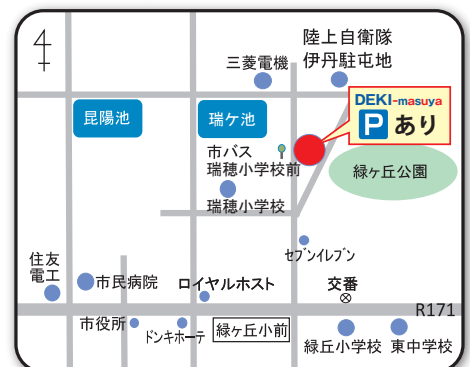 4
陸上自衛隊
伊丹駐屯地
三菱電機
DEKI-masuya
P あり
昆陽池
瑞ケ池
市バス
瑞穂小学校前
緑ヶ丘公園
瑞穂小学校
セブンイレブン
住友
電工
市民病院
ロイヤルホスト
交番
R171
市役所
ドンキホーテ
緑ヶ丘小前
緑丘小学校
東中学校